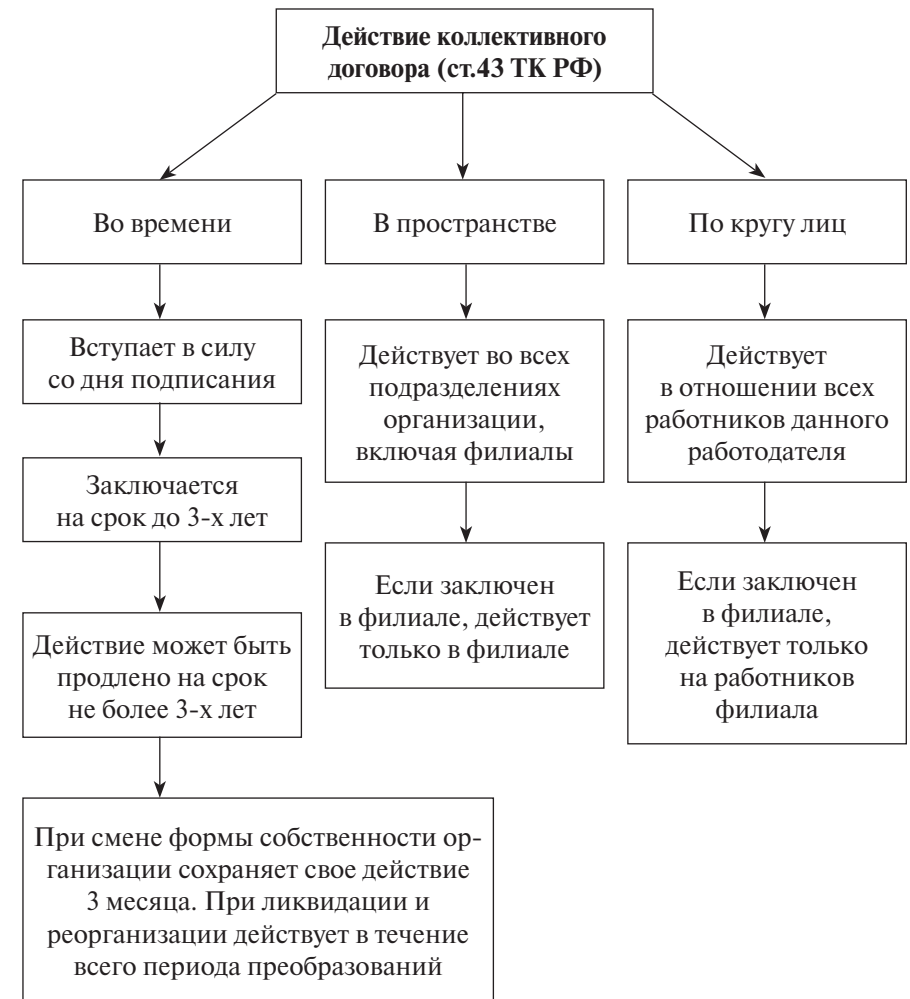 Действие коллективного
договора (ст.43 ТК РФ)
Во времени
В пространстве
По кругу лиц
Вступает в силу
со дня подписания
Заключается
на срок до 3-х лет
Действие может быть
продлено на срок
не более 3-х лет
При смене формы собственности ор-
ганизации сохраняет свое действие
3 месяца. При ликвидации и
реорганизации действует в течение
всего периода преобразований
Действует во всех
подразделениях
организации,
включая филиалы
Если заключен
в филиале, действует
только в филиале
Действует
в отношении всех
работников данного
работодателя
Если заключен
в филиале,
действует только
на работников
филиала